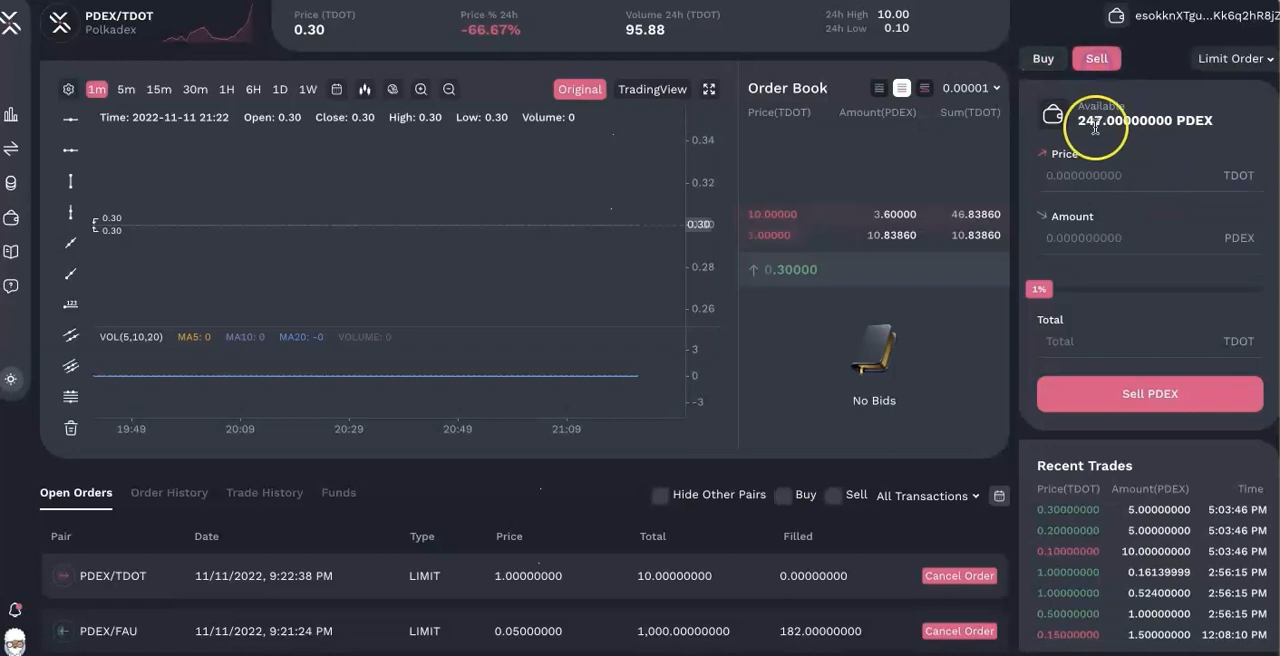 PDEX/TDOT
Polkadex
Price (TDOT)
0.30
Price % 24h
-66.67%
Volume 24h (TDOT)
95.88
24h High 10.00
24h Low 0.10
esokknXTgu...Kk6q2hR8jZ
1m 5m 15m 30m 1H 6H 1D 1W
Original TradingView
Time: 2022-11-11 21:22 Open: 0.30 Close: 0.30 High: 0.30 Low: 0.30 Volume: 0
0.34
0.32
0.30
0.30
0.30
0.28
0.26
123
VOL(5,10,20) MA5: 0 MA10: 0 MA20: -0 VOLUME: 0
3
0
-3
19:49 20:09 20:29 20:49 21:09
Order Book
0.00001
Price(TDOT) Amount(PDEX) Sum(TDOT)
10.00000 3.60000 46.83860
1.00000 10.83860 10.83860
0.30000
No Bids
Buy Sell Limit Order
Available
247.00000000 PDEX
Price
0.000000000 TDOT
Amount
0.000000000 PDEX
1%
Total
Total TDOT
Sell PDEX
Recent Trades
Price(TDOT) Amount(PDEX) Time
0.30000000 5.00000000 5:03:46 PM
0.20000000 5.00000000 5:03:46 PM
0.10000000 10.00000000 5:03:46 PM
1.00000000 0.16139999 2:56:15 PM
1.00000000 0.52400000 2:56:15 PM
0.50000000 1.00000000 2:56:15 PM
0.15000000 1.50000000 12:08:10 PM
Open Orders Order History Trade History Funds
Hide Other Pairs Buy Sell All Transactions
Pair Date Type Price Total Filled
PDEX/TDOT 11/11/2022, 9:22:38 PM LIMIT 1.00000000 10.00000000 0.00000000 Cancel Order
PDEX/FAU 11/11/2022, 9:21:24 PM LIMIT 0.05000000 1,000.00000000 182.00000000 Cancel Order